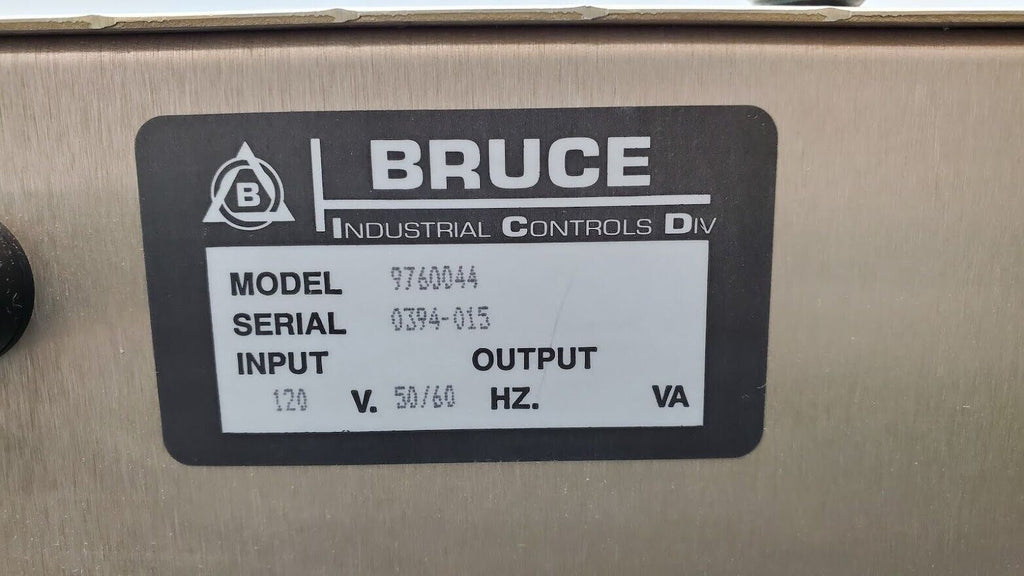 B
BRUCE
INDUSTRIAL CONTROLS DIV
MODEL 9760044
SERIAL 0394-015
INPUT OUTPUT
120 V. 50/60 HZ. VA